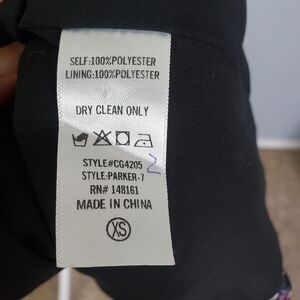 SELF:100%POLYESTER
LINING:100%POLYESTER
DRY CLEAN ONLY
STYLE#CG4205
STYLE:PARKER-7
RN# 148161
MADE IN CHINA
XS